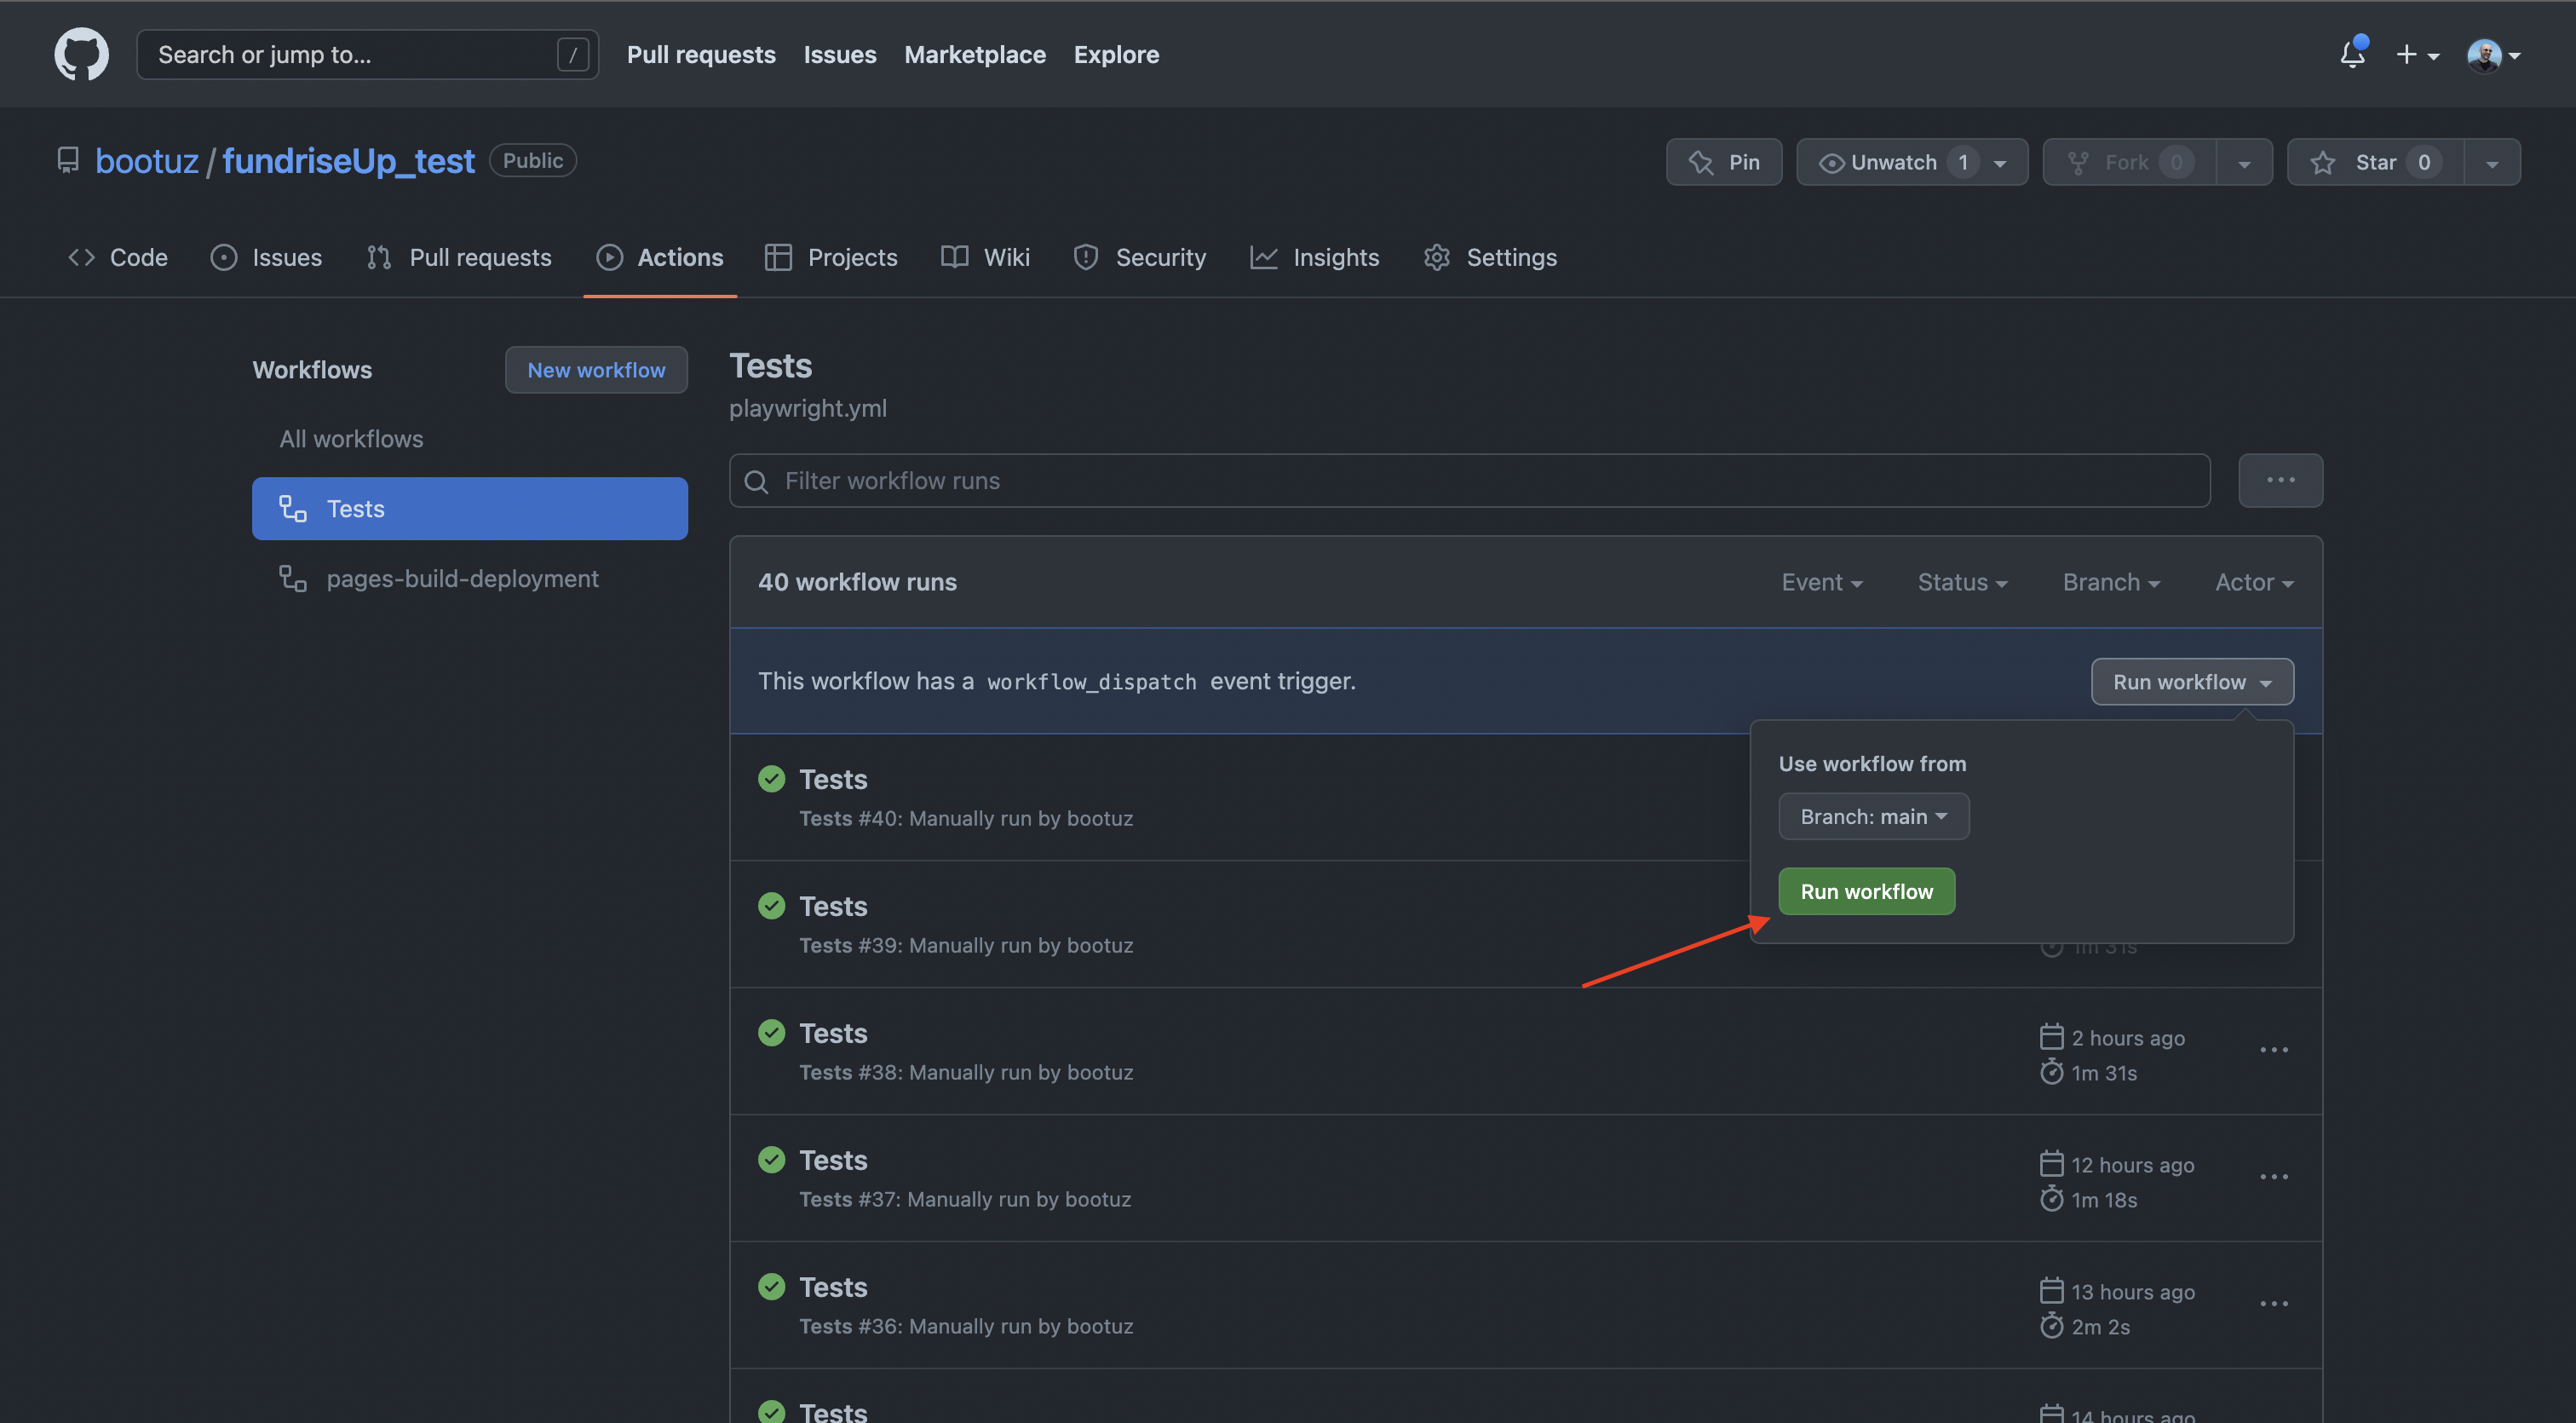 Search or jump to...
/
Pull requests
Issues
Marketplace
Explore
bootuz / fundriseUp_test
Public
Pin
Unwatch 1
Fork 0
Star 0
Code
Issues
Pull requests
Actions
Projects
Wiki
Security
Insights
Settings
Workflows
New workflow
All workflows
Tests
pages-build-deployment
Tests
playwright.yml
Filter workflow runs
40 workflow runs
Event
Status
Branch
Actor
This workflow has a workflow_dispatch event trigger.
Run workflow
Use workflow from
Branch: main
Run workflow
Tests
Tests #40: Manually run by bootuz
Tests
Tests #39: Manually run by bootuz
1m 31s
Tests
Tests #38: Manually run by bootuz
2 hours ago
1m 31s
Tests
Tests #37: Manually run by bootuz
12 hours ago
1m 18s
Tests
Tests #36: Manually run by bootuz
13 hours ago
2m 2s
Tests
14 hours ago